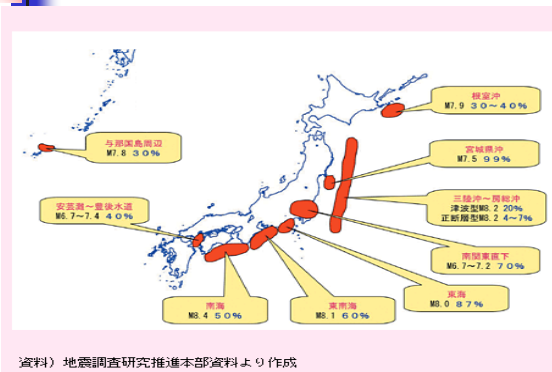 根室沖
M7.9 30~40%
宮城県沖
M7.5 99%
三陸沖~房総沖
津波型M8.2 20%
正断層型M8.2 4~7%
南関東直下
M6.7~7.2 70%
東海
M8.0 87%
東南海
M8.1 60%
南海
M8.4 50%
安芸灘~豊後水道
M6.7~7.4 40%
与那国島周辺
M7.8 30%
資料）地震調査研究推進本部資料より作成